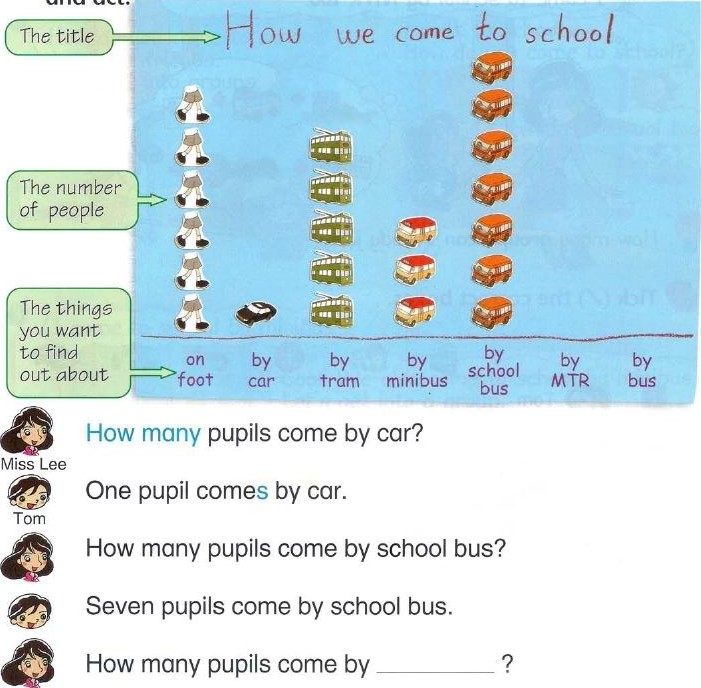 and act.
The title
How we come to school
The number
of people
The things
you want
to find
out about
on
foot
by
car
by
tram
by
minibus
by
school
bus
by
MTR
by
bus
How many pupils come by car?
Miss Lee
One pupil comes by car.
Tom
How many pupils come by school bus?
Seven pupils come by school bus.
How many pupils come by __________ ?